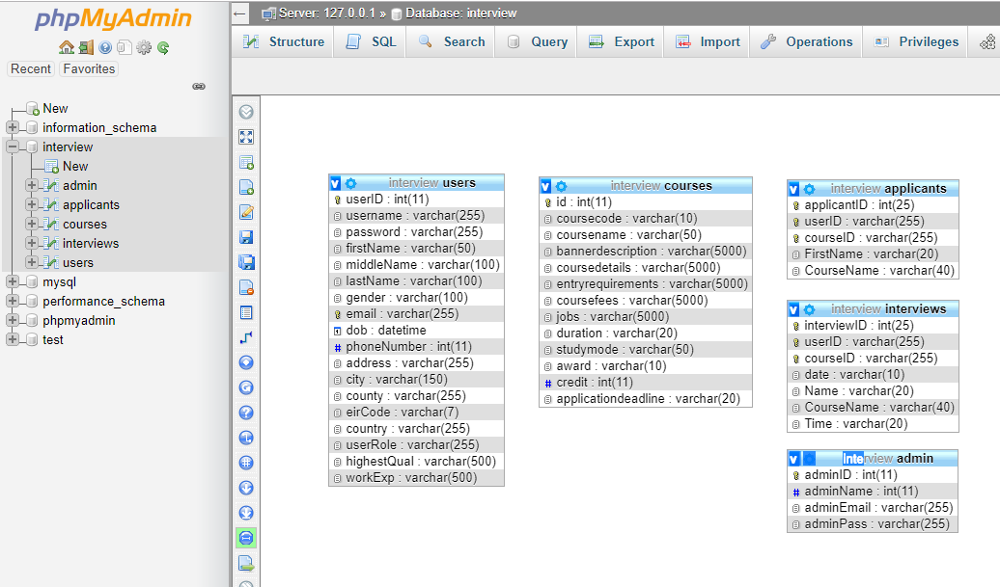 phpMyAdmin
Recent Favorites
New
information_schema
interview
New
admin
applicants
courses
interviews
users
mysql
performance_schema
phpmyadmin
test
Server: 127.0.0.1 » Database: interview
Structure SQL Search Query Export Import Operations Privileges
interview users
userID : int(11)
username : varchar(255)
password : varchar(255)
firstName : varchar(50)
middleName : varchar(100)
lastName : varchar(100)
gender : varchar(100)
email : varchar(255)
dob : datetime
phoneNumber : int(11)
address : varchar(255)
city : varchar(150)
county : varchar(255)
eirCode : varchar(7)
country : varchar(255)
userRole : varchar(255)
highestQual : varchar(500)
workExp : varchar(500)
interview courses
id : int(11)
coursecode : varchar(10)
coursename : varchar(50)
bannerdescription : varchar(5000)
coursedetails : varchar(5000)
entryrequirements : varchar(5000)
coursefees : varchar(5000)
jobs : varchar(5000)
duration : varchar(20)
studymode : varchar(50)
award : varchar(10)
credit : int(11)
applicationdeadline : varchar(20)
interview applicants
applicantID : int(25)
userID : varchar(255)
courseID : varchar(255)
FirstName : varchar(20)
CourseName : varchar(40)
interview interviews
interviewID : int(25)
userID : varchar(255)
courseID : varchar(255)
date : varchar(10)
Name : varchar(20)
CourseName : varchar(40)
Time : varchar(20)
interview admin
adminID : int(11)
adminName : int(11)
adminEmail : varchar(255)
adminPass : varchar(255)